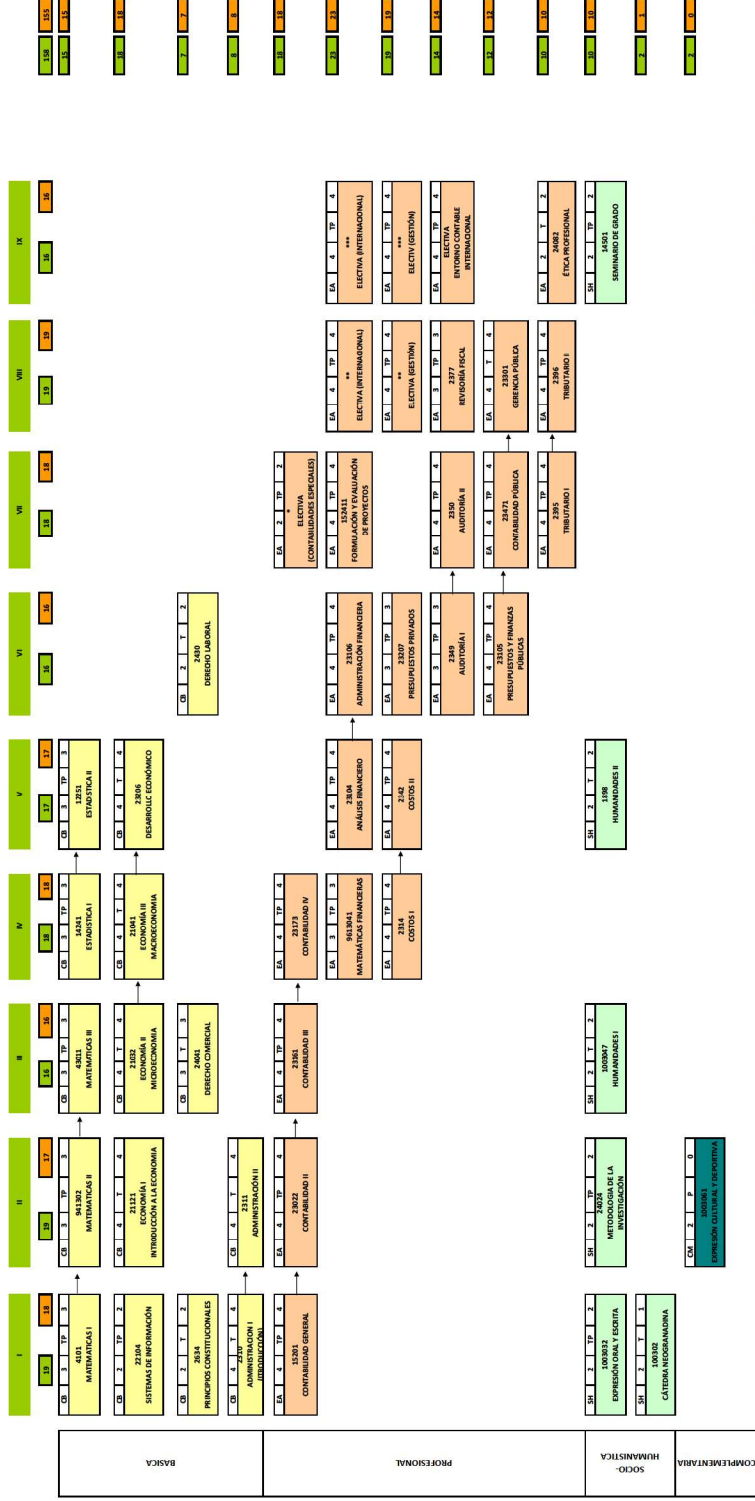 I
II
III
IV
V
VI
VII
VIII
IX
19 18
19 17
16 16
18 18
17 17
16 16
18 18
19 19
16 16
158 155
BASICA
CB 3 TP 3
4101
MATEMATICAS I
CB 3 TP 3
941302
MATEMATICAS II
CB 3 TP 3
43011
MATEMATICAS III
CB 3 TP 3
14241
ESTADISTICA I
CB 3 TP 3
12251
ESTADSTICA II
15 15
CB 2 TP 2
22104
SISTEMAS DE INFORMACIÓN
CB 4 T 4
21121
ECONOMÍA I
INTRODUCCIÓN A LA ECONOMIA
CB 4 T 4
21032
ECONOMÍA II
MICROECONOMIA
CB 4 T 4
21041
ECONOMÍA III
MACROECONOMIA
CB 4 T 4
23206
DESARROLLC ECONÓMICO
18 18
CB 2 T 2
2634
PRINCIPIOS CONSTITUCIONALES
CB 3 T 3
24041
DERECHO COMERCIAL
CB 2 T 2
2430
DERECHO LABORAL
7 7
CB 4 T 4
2310
ADMINISTRACION I
(ITRODUCCIÓN)
CB 4 T 4
2311
ADMINISTRACIÓN II
8 8
PROFESIONAL
EA 4 TP 4
15201
CONTABILIDAD GENERAL
EA 4 TP 4
23022
CONTABILIDAD II
EA 4 TP 4
23161
CONTABILIDAD III
EA 4 TP 4
23173
CONTABILIDAD IV
EA 2 TP 2
*
ELECTIVA
(CONTABILIDADES ESPECIALES)
18 18
EA 3 TP 3
9613041
MATEMÁTICAS FINANCIERAS
EA 4 TP 4
23104
ANÁLISIS FINANCIERO
EA 4 TP 4
23106
ADMINISTRACIÓN FINANCIERA
EA 4 TP 4
152411
FORMULACIÓN Y EVALUACIÓN
DE PROYECTOS
EA 4 TP 4
**
ELECTIVA (INTERNACIONAL)
EA 4 TP 4
***
ELECTIVA (INTERNACIONAL)
23 23
EA 4 TP 4
2314
COSTOS I
EA 4 TP 4
2342
COSTOS II
EA 3 TP 3
23207
PRESUPUESTOS PRIVADOS
EA 4 TP 4
**
ELECTIVA (GESTIÓN)
EA 4 TP 4
***
ELECTIV (GESTIÓN)
19 19
EA 3 TP 3
2349
AUDITORÍA I
EA 4 TP 4
2350
AUDITORÍA II
EA 3 TP 3
2377
REVISORÍA FISCAL
EA 4 TP 4
ELECTIVA
ENTORNO CONTABLE
INTERNACIONAL
14 14
EA 4 TP 4
23105
PRESUPUESTOS Y FINANZAS
PÚBLICAS
EA 4 TP 4
23471
CONTABILIDAD PÚBLICA
EA 4 T 4
23301
GERENCIA PÚBLICA
12 12
EA 4 TP 4
2395
TRIBUTARIO I
EA 4 TP 4
2396
TRIBUTARIO I
EA 2 T 2
24082
ÉTICA PROFESIONAL
10 10
SOCIO-
HUMANISTICA
SH 2 TP 2
1003032
EXPRESIÓN ORAL Y ESCRITA
SH 2 TP 2
24024
METODOLOGIA DE LA
INVESTIGACIÓN
SH 2 T 2
1003047
HUMANDADES I
SH 2 T 2
1898
HUMANDADES II
SH 2 TP 2
14501
SEMINARIO DE GRADO
10 10
SH 2 T 1
100302
CÁTEDRA NEOGRANADINA
2 1
COMPLEMENTARIA
CM 2 P 0
1003061
EXPRESIÓN CULTURAL Y DEPORTIVA
2 0